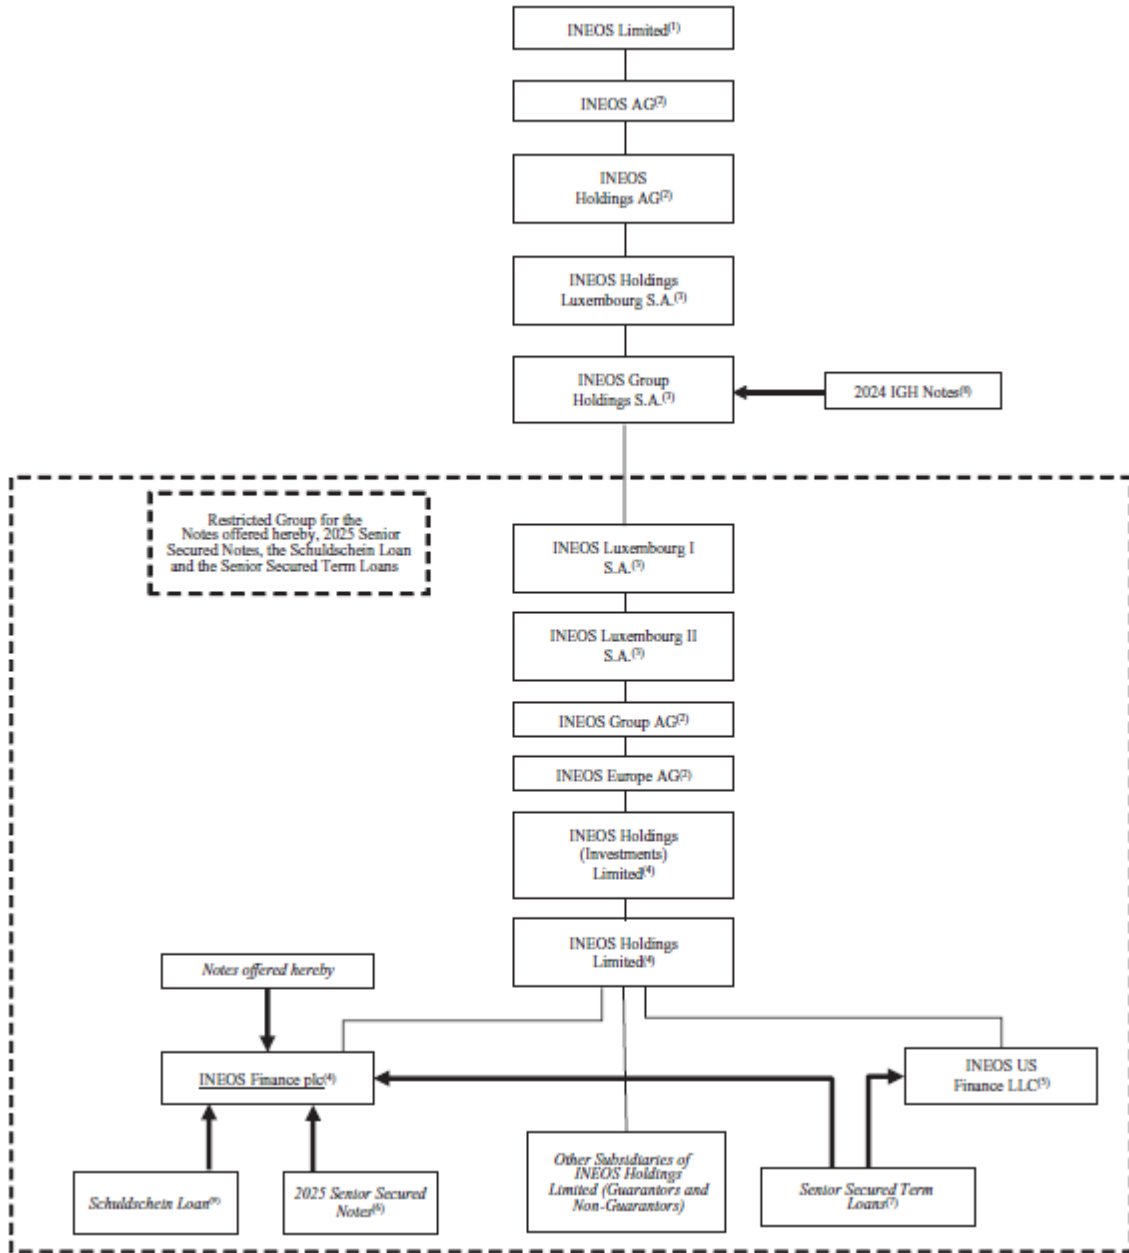 INEOS Limited(1)
INEOS AG(2)
INEOS
Holdings AG(2)
INEOS Holdings
Luxembourg S.A.(3)
INEOS Group
Holdings S.A.(3)
2024 IGH Notes(8)
Restricted Group for the
Notes offered hereby, 2025 Senior
Secured Notes, the Schuldschein Loan
and the Senior Secured Term Loans
INEOS Luxembourg I
S.A.(3)
INEOS Luxembourg II
S.A.(3)
INEOS Group AG(2)
INEOS Europe AG(2)
INEOS Holdings
(Investments)
Limited(4)
INEOS Holdings
Limited(4)
Notes offered hereby
INEOS Finance plc(4)
INEOS US
Finance LLC(5)
Schuldschein Loan(9)
2025 Senior Secured
Notes(6)
Other Subsidiaries of
INEOS Holdings
Limited (Guarantors and
Non-Guarantors)
Senior Secured Term
Loans(7)